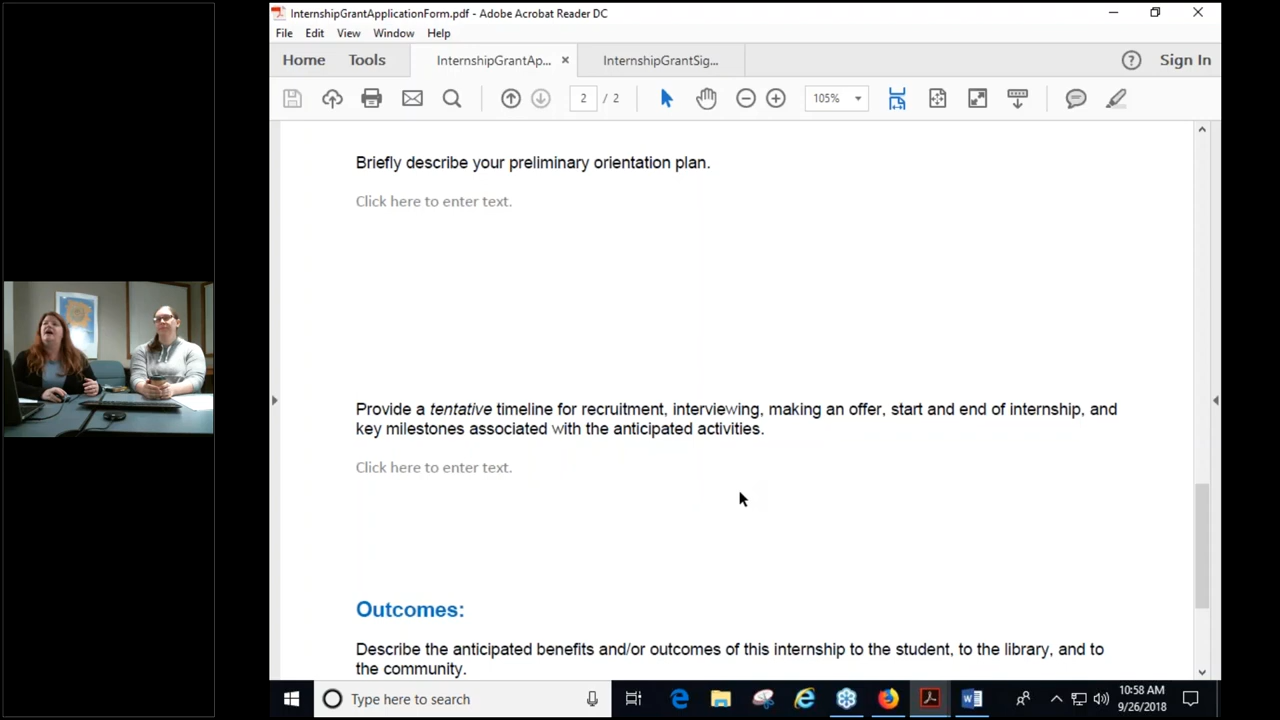 InternshipGrantApplicationForm.pdf - Adobe Acrobat Reader DC
File Edit View Window Help
Home Tools InternshipGrantAp... InternshipGrantSig... Sign In
2 / 2 105%
Briefly describe your preliminary orientation plan.
Click here to enter text.
Provide a tentative timeline for recruitment, interviewing, making an offer, start and end of internship, and
key milestones associated with the anticipated activities.
Click here to enter text.
Outcomes:
Describe the anticipated benefits and/or outcomes of this internship to the student, to the library, and to
the community.
Type here to search
10:58 AM
9/26/2018